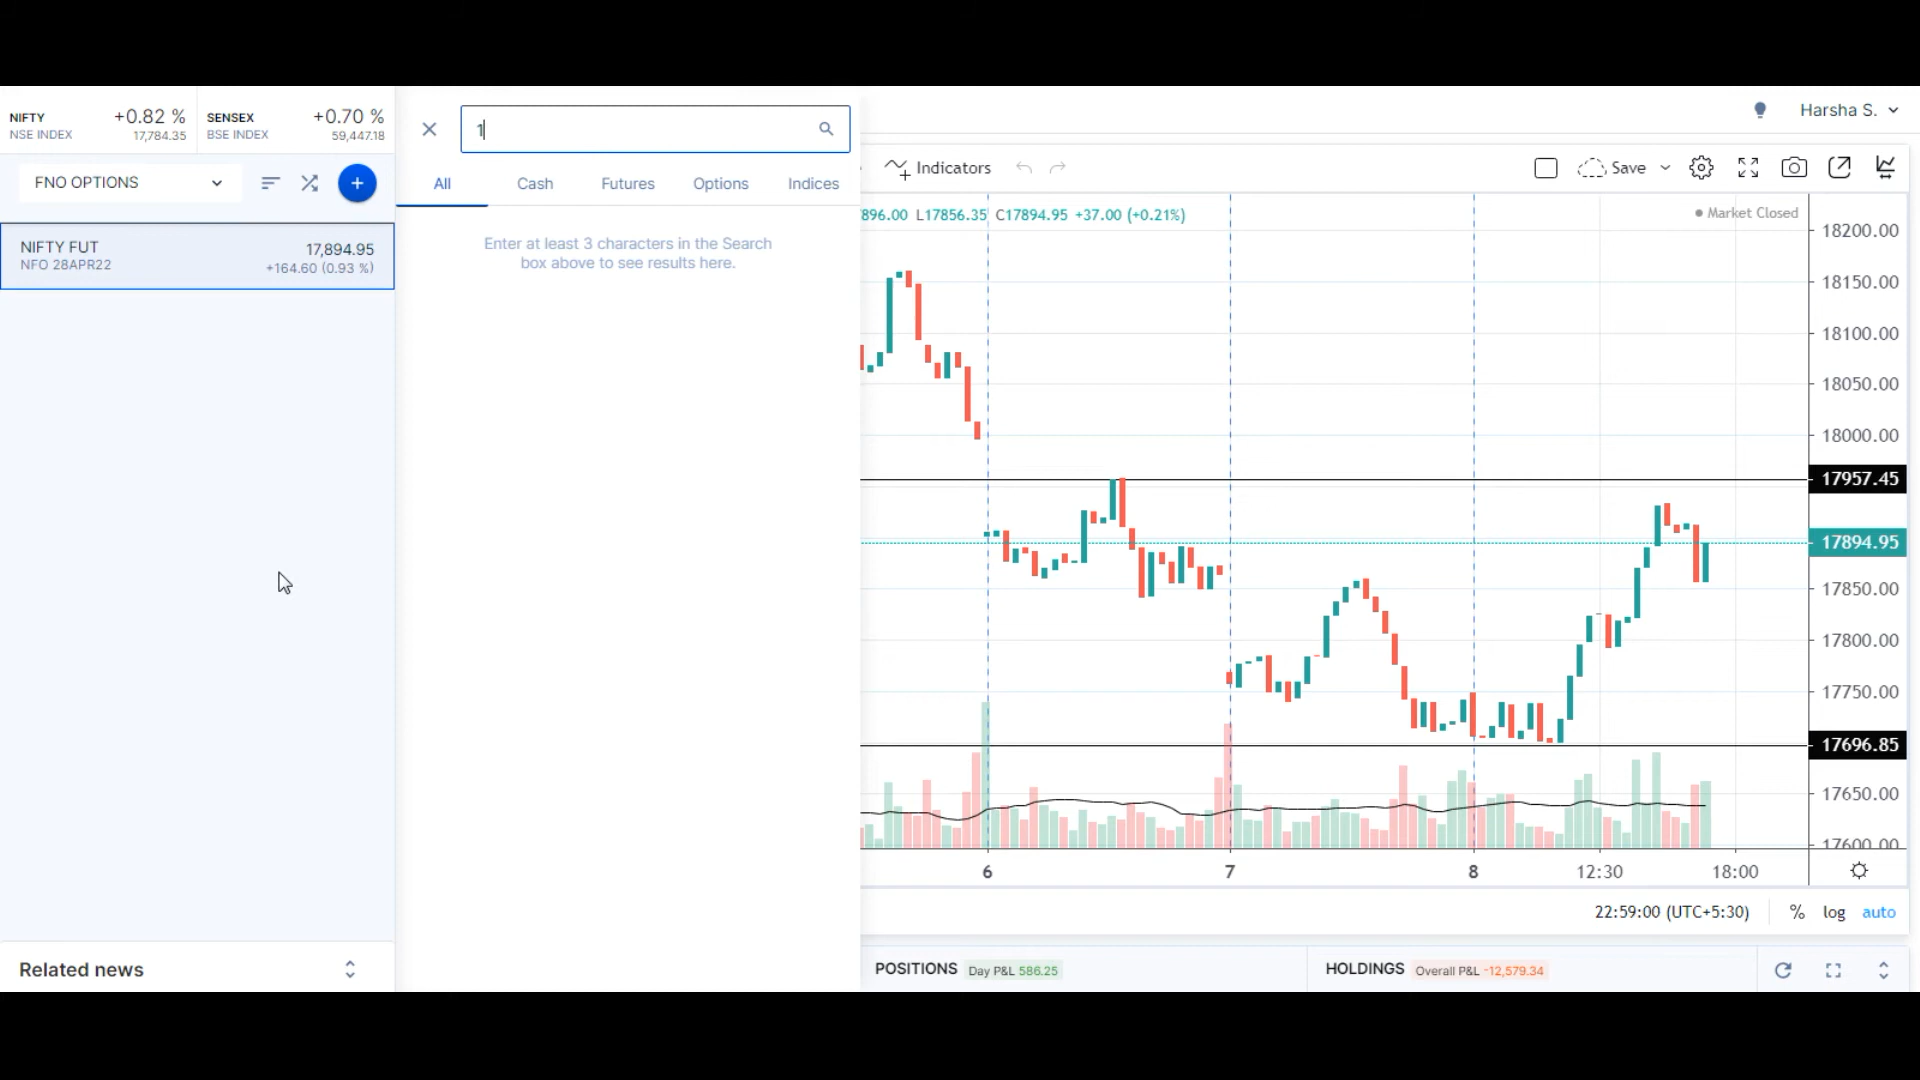 NIFTY
+0.82 %
NSE INDEX
17,784.35
SENSEX
+0.70 %
BSE INDEX
59,447.18
FNO OPTIONS
NIFTY FUT
17,894.95
NFO 28APR22
+164.60 (0.93 %)
Related news
1
All
Cash
Futures
Options
Indices
Enter at least 3 characters in the Search
box above to see results here.
Harsha S.
Indicators
Save
896.00 L17856.35 C17894.95 +37.00 (+0.21%)
Market Closed
18200.00
18150.00
18100.00
18050.00
18000.00
17957.45
17894.95
17850.00
17800.00
17750.00
17696.85
17650.00
17600.00
6
7
8
12:30
18:00
22:59:00 (UTC+5:30)
%
log
auto
POSITIONS
Day P&L 586.25
HOLDINGS
Overall P&L -12,579.34